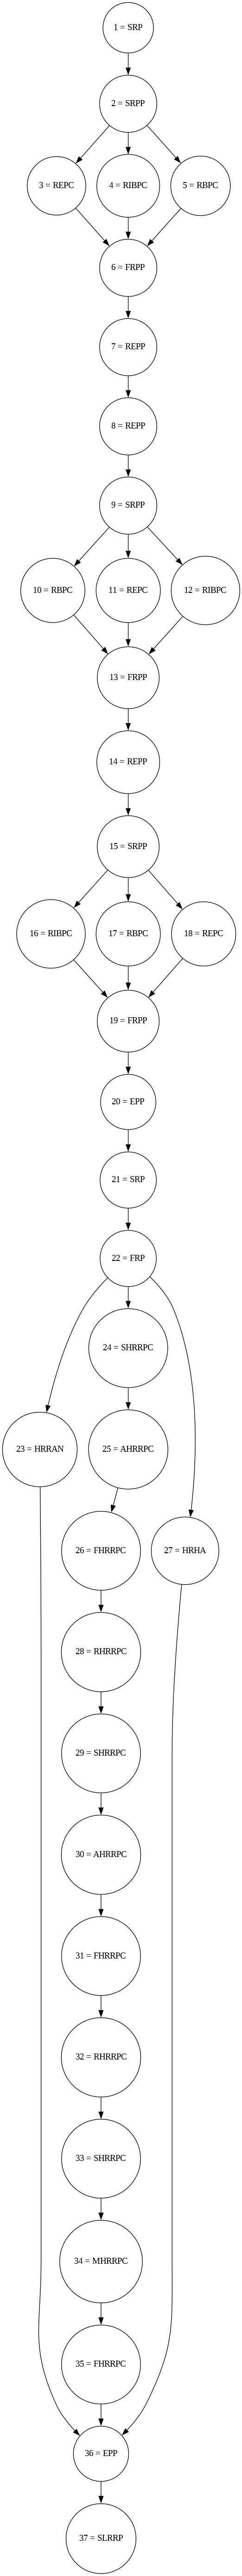 1 = SRP
2 = SRPP
3 = REPC
4 = RIBPC
5 = RBPC
6 = FRPP
7 = REPP
8 = REPP
9 = SRPP
10 = RBPC
11 = REPC
12 = RIBPC
13 = FRPP
14 = REPP
15 = SRPP
16 = RIBPC
17 = RBPC
18 = REPC
19 = FRPP
20 = EPP
21 = SRP
22 = FRP
24 = SHRRPC
23 = HRRAN
25 = AHRRPC
26 = FHRRPC
27 = HRHA
28 = RHRRPC
29 = SHRRPC
30 = AHRRPC
31 = FHRRPC
32 = RHRRPC
33 = SHRRPC
34 = MHRRPC
35 = FHRRPC
36 = EPP
37 = SLRRP